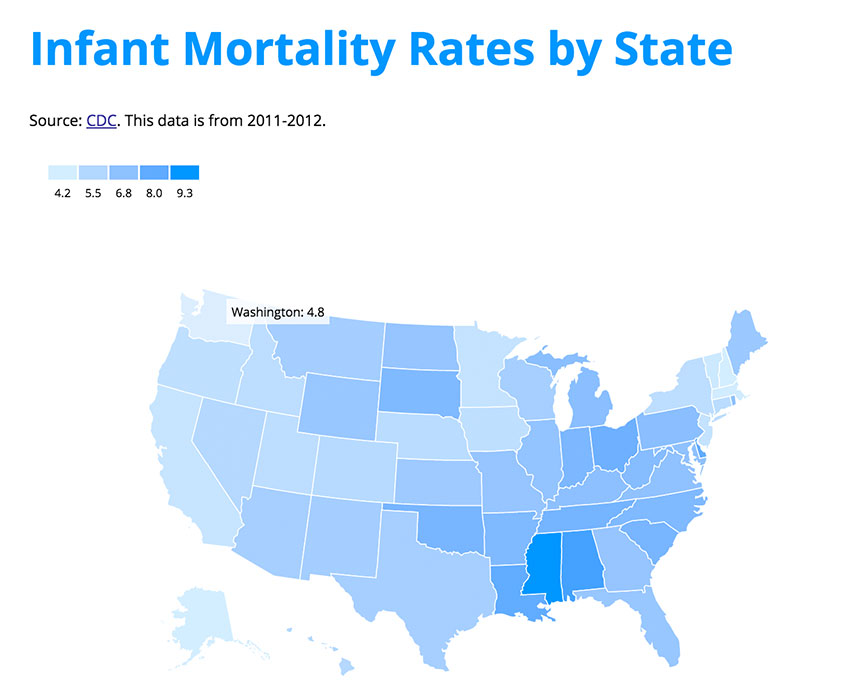 Infant Mortality Rates by State
Source: CDC. This data is from 2011-2012.
4.2 5.5 6.8 8.0 9.3
Washington: 4.8